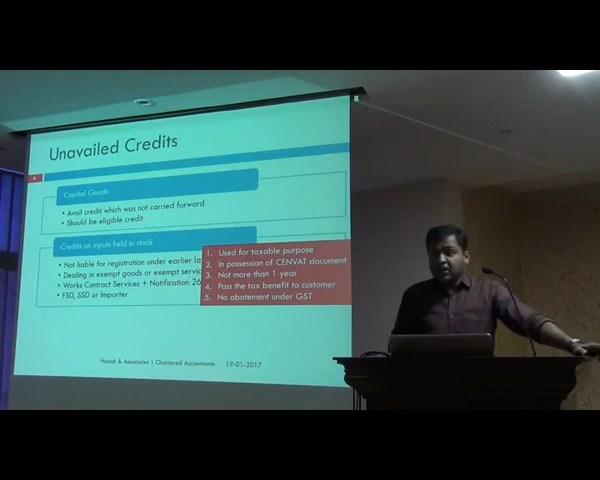 Unavailed Credits
Capital Goods
• Avail credit which was not carried forward
• Should be eligible credit
Credits on inputs held in stock
• Not liable for registration under earlier la
• Dealing in exempt goods or exempt servic
• Works Contract Services + Notification 26
• FSD, SSD or Importer
1. Used for taxable purpose
2. In possession of CENVAT document
3. Not more than 1 year
4. Pass the tax benefit to customer
5. No abatement under GST
& Associates | Chartered Accountants 19-01-2017